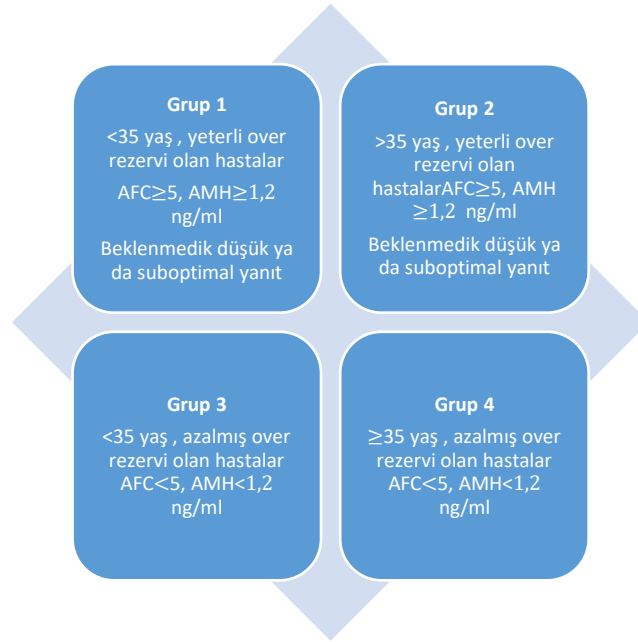 Grup 1
<35 yaş , yeterli over
rezervi olan hastalar
AFC≥5, AMH≥1,2
ng/ml
Beklenmedik düşük ya
da suboptimal yanıt
Grup 2
>35 yaş , yeterli over
rezervi olan
hastalarAFC≥5, AMH
≥1,2 ng/ml
Beklenmedik düşük ya
da suboptimal yanıt
Grup 3
<35 yaş , azalmış over
rezervi olan hastalar
AFC<5, AMH<1,2
ng/ml
Grup 4
≥35 yaş , azalmış over
rezervi olan hastalar
AFC<5, AMH<1,2
ng/ml